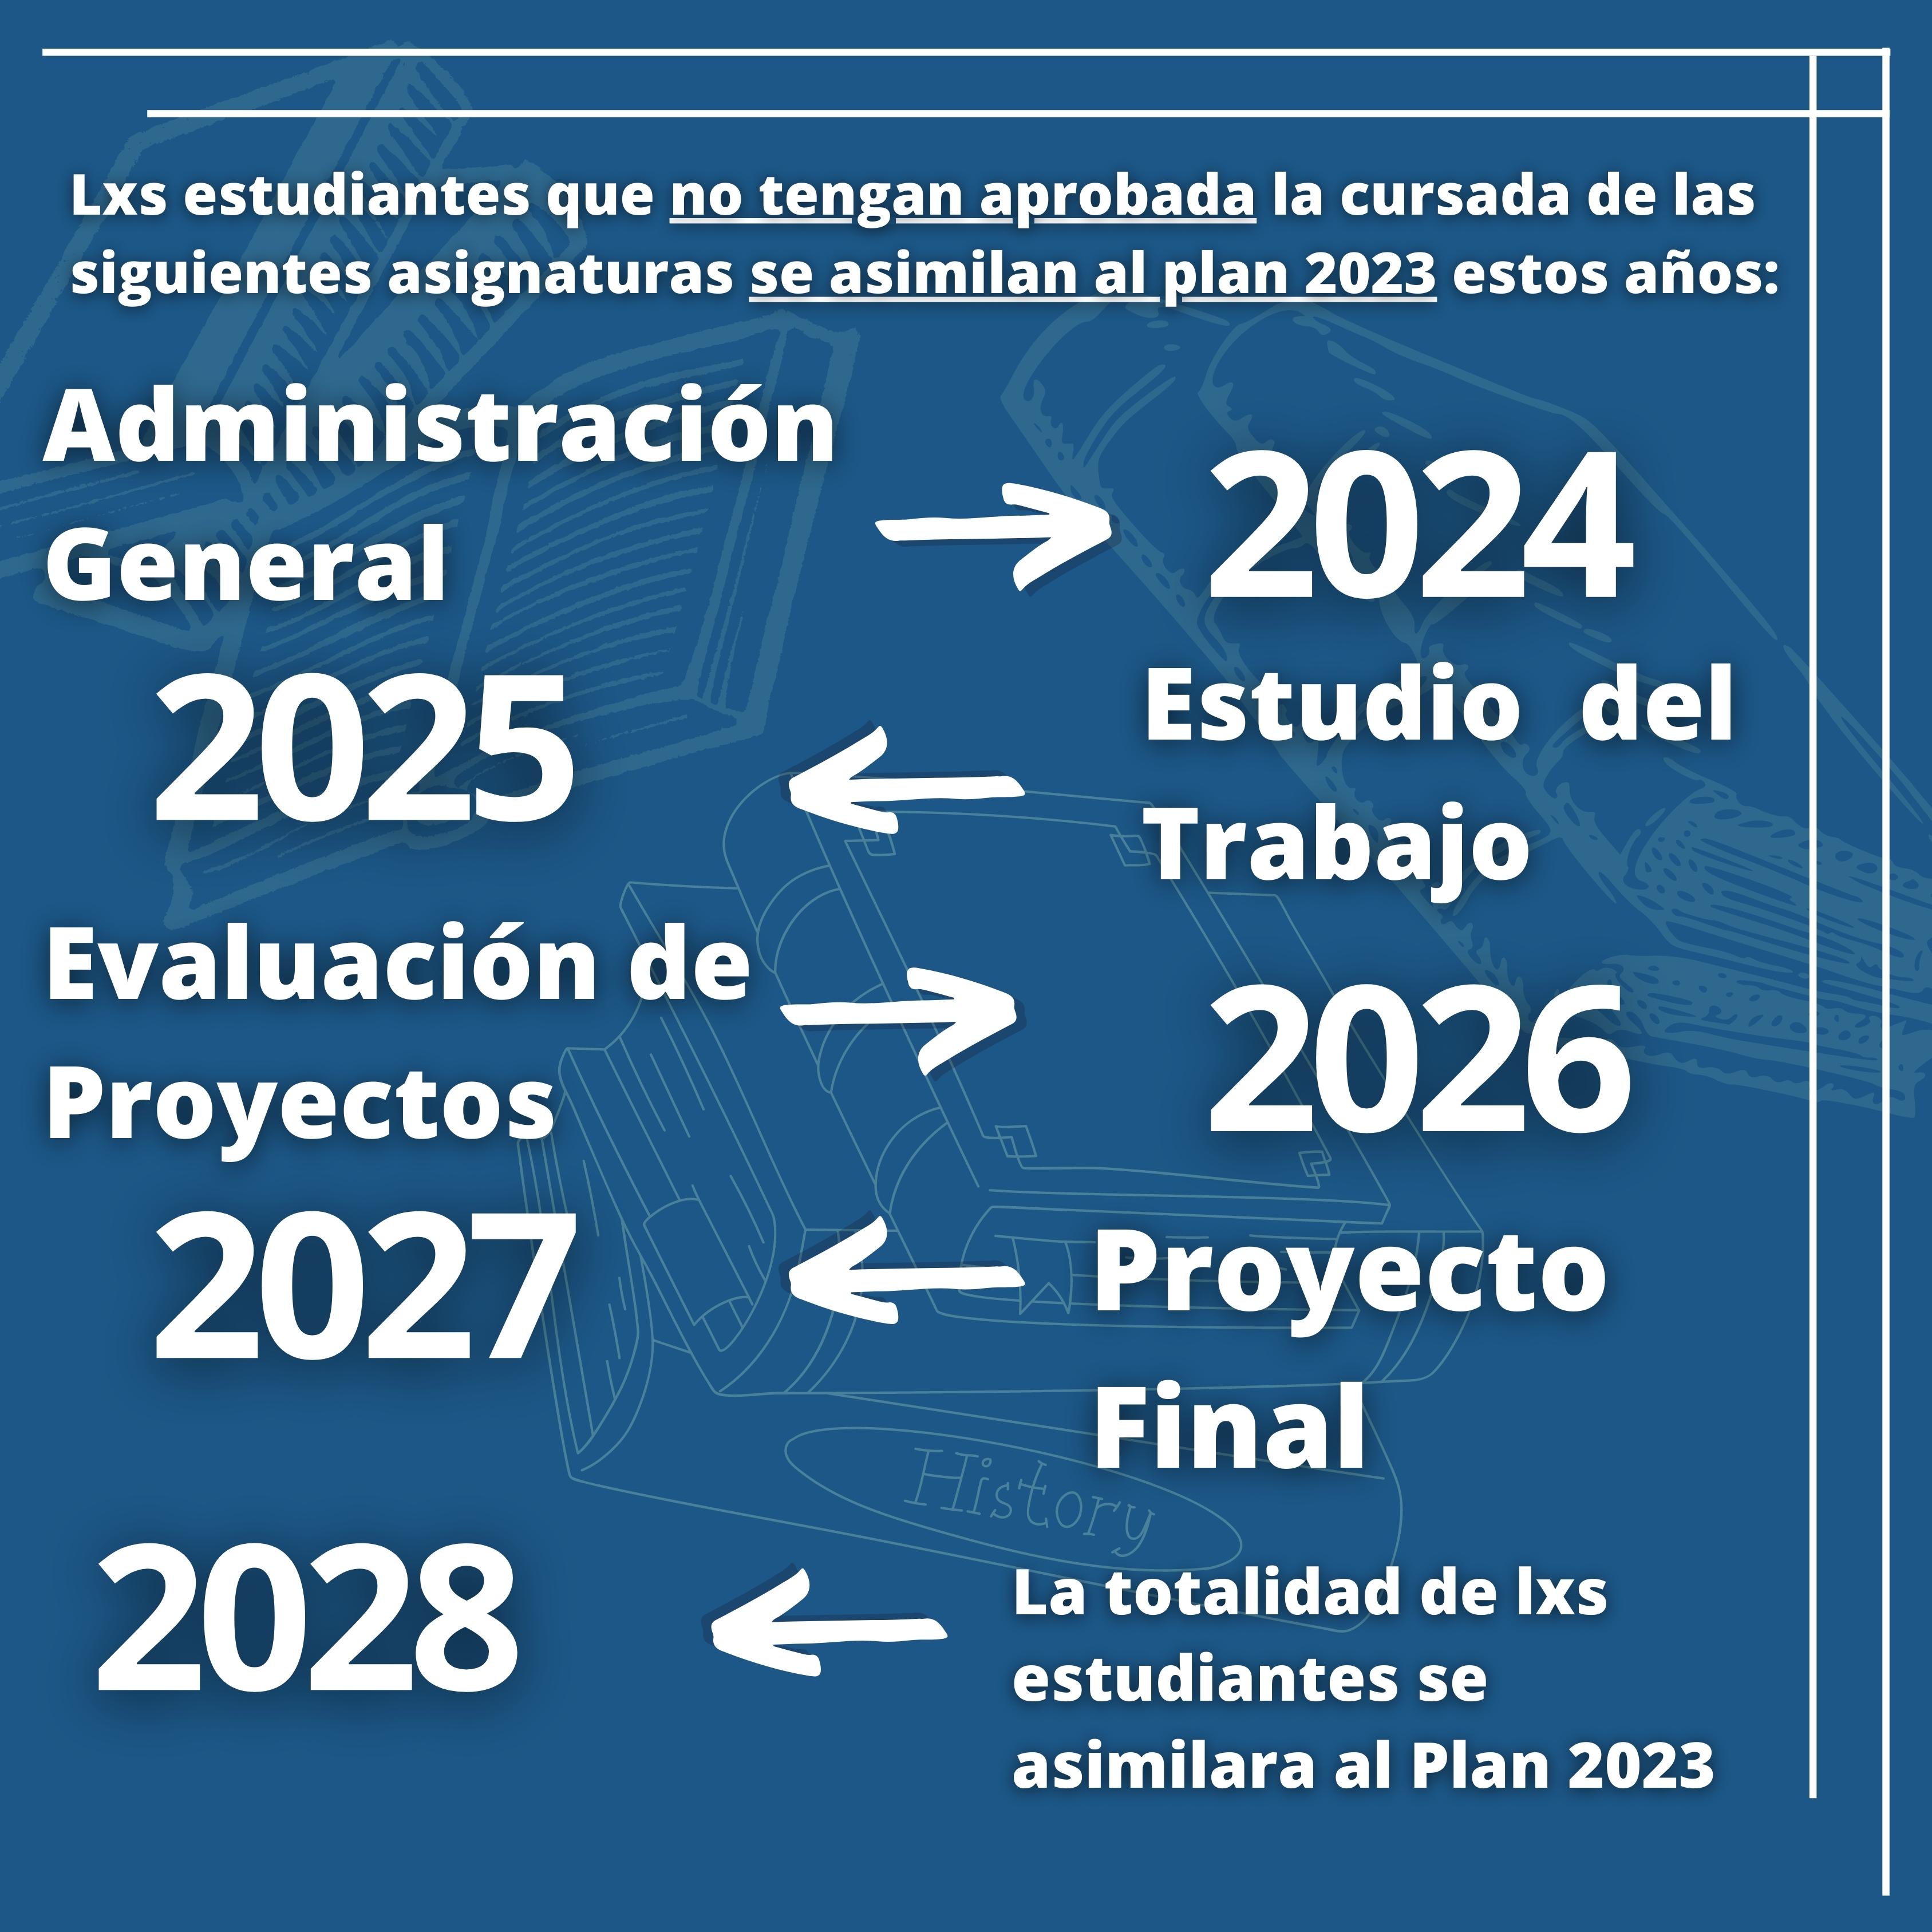 Lxs estudiantes que no tengan aprobada la cursada de las
siguientes asignaturas se asimilan al plan 2023 estos años:
Administración
General
2024
2025
Estudio del
Trabajo
Evaluación de
Proyectos
2026
2027
Proyecto
Final
History
2028
La totalidad de lxs
estudiantes se
asimilara al Plan 2023